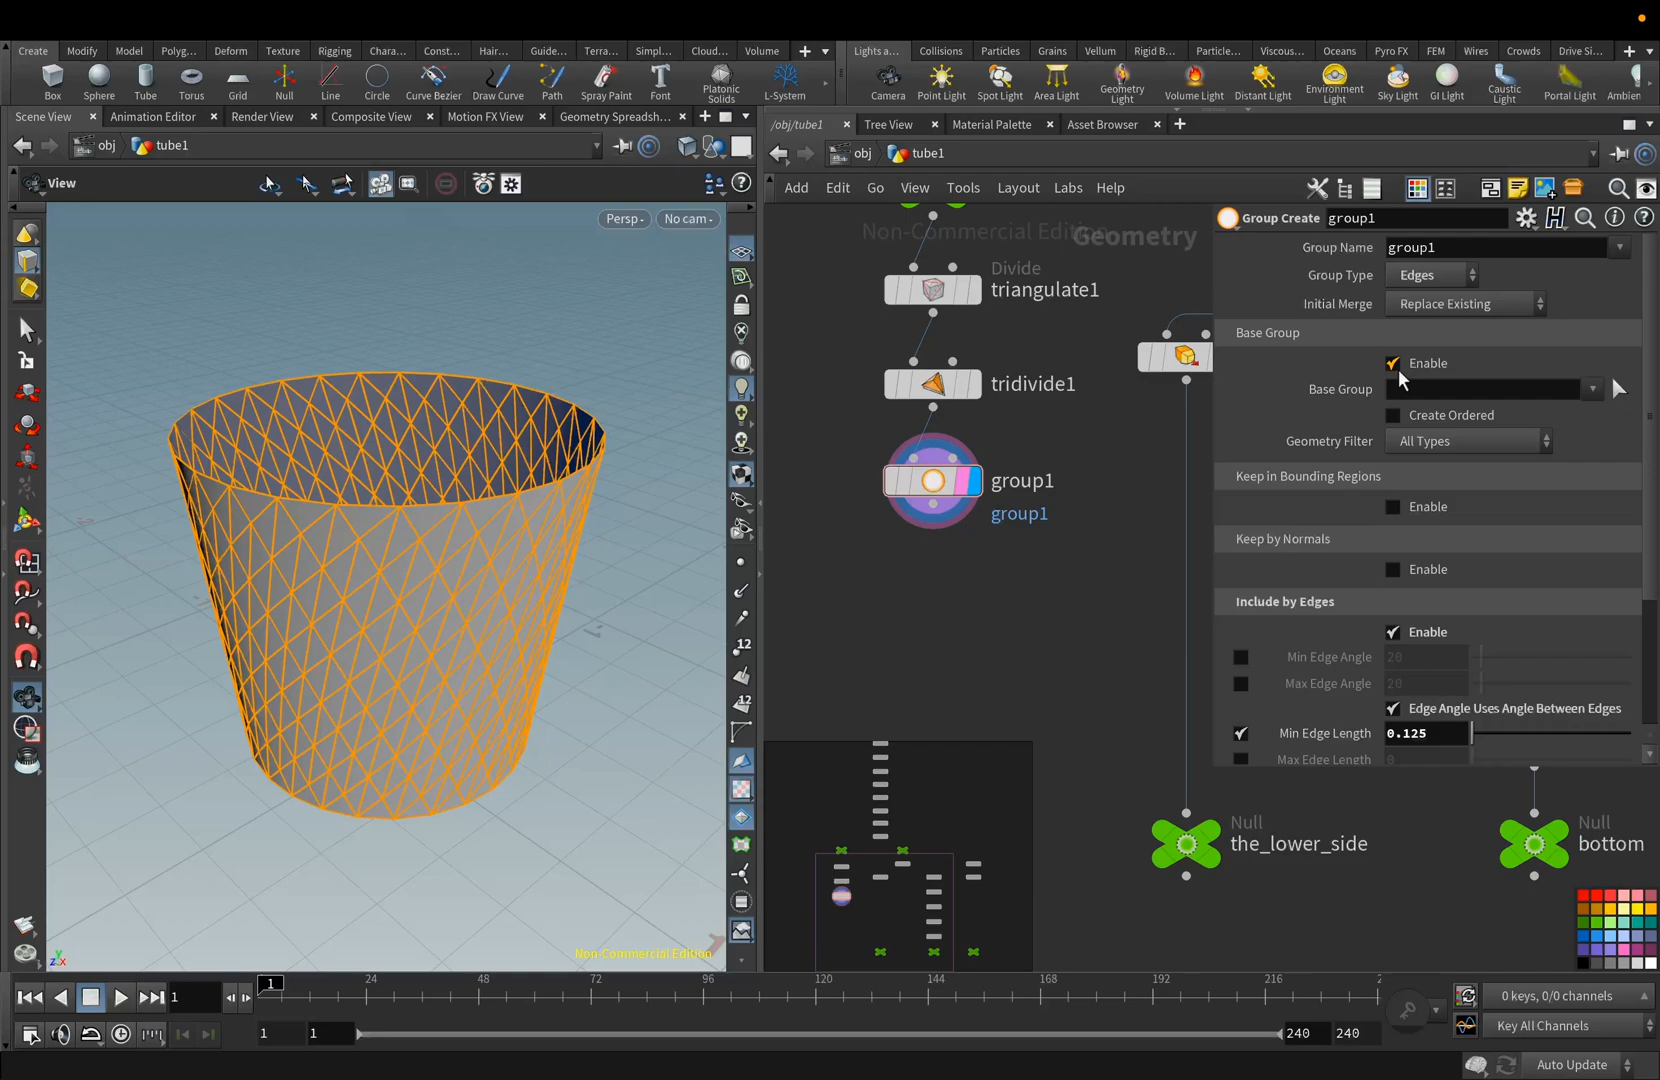 Create Modify Model Polyg... Deform Texture Rigging Chara... Const... Hair... Guide... Terra... Simpl... Cloud... Volume
Lights a... Collisions Particles Grains Vellum Rigid B... Particle... Viscous... Oceans Pyro FX FEM Wires Crowds Drive Si...
Box Sphere Tube Torus Grid Null Line Circle Curve Bezier Draw Curve Path Spray Paint Font Platonic Solids L-System
Camera Point Light Spot Light Area Light Geometry Light Volume Light Distant Light Environment Light Sky Light GI Light Caustic Light Portal Light Ambien
Scene View Animation Editor Render View Composite View Motion FX View Geometry Spreadsh...
/obj/tube1 Tree View Material Palette Asset Browser
obj tube1
obj tube1
View
Add Edit Go View Tools Layout Labs Help
Persp No cam
Non-Commercial Edition
Geometry
Divide
triangulate1
tridivide1
group1
group1
Null
the_lower_side
Null
bottom
Group Create group1
Group Name group1
Group Type Edges
Initial Merge Replace Existing
Base Group
Enable
Base Group
Create Ordered
Geometry Filter All Types
Keep in Bounding Regions
Enable
Keep by Normals
Enable
Include by Edges
Enable
Min Edge Angle 20
Max Edge Angle 20
Edge Angle Uses Angle Between Edges
Min Edge Length 0.125
Max Edge Length 0
12
12
Non-Commercial Edition
y
z x
1
1 24 48 72 96 120 144 168 192 216 2
1 1 240 240
0 keys, 0/0 channels
Key All Channels
Auto Update